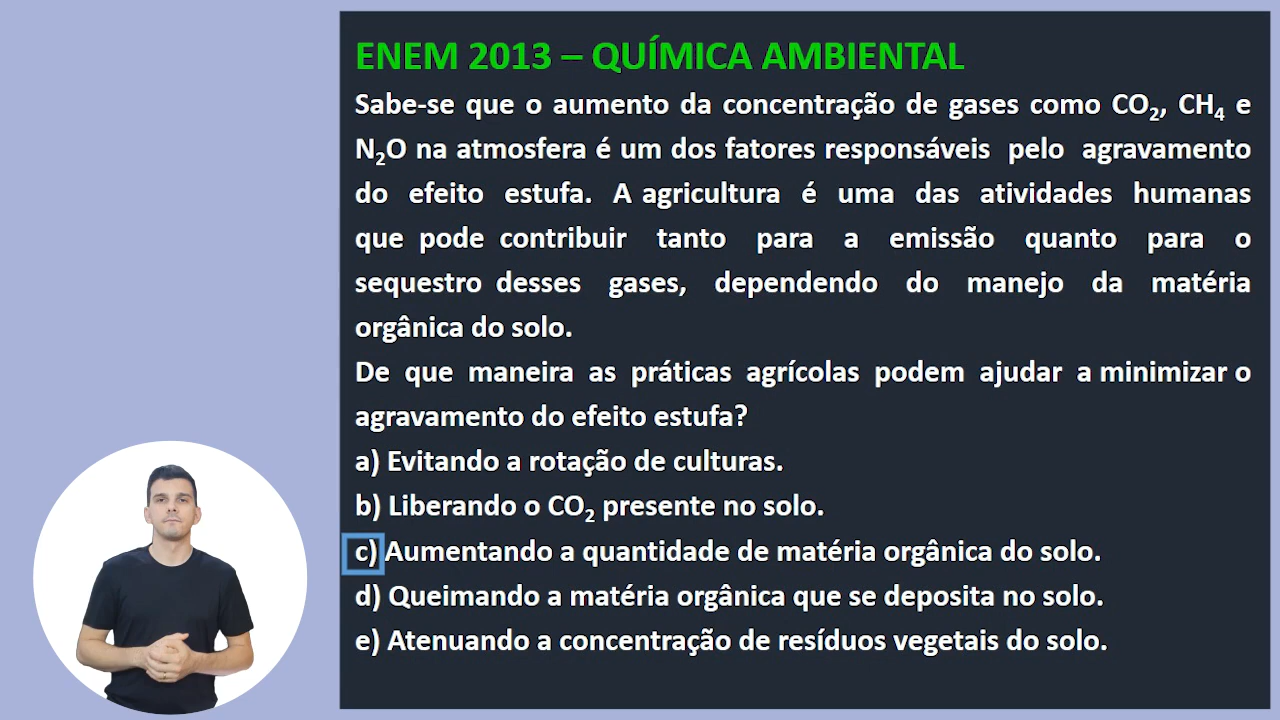 ENEM 2013 – QUÍMICA AMBIENTAL
Sabe-se que o aumento da concentração de gases como CO₂, CH₄ e
N₂O na atmosfera é um dos fatores responsáveis pelo agravamento
do efeito estufa. A agricultura é uma das atividades humanas
que pode contribuir tanto para a emissão quanto para o
sequestro desses gases, dependendo do manejo da matéria
orgânica do solo.
De que maneira as práticas agrícolas podem ajudar a minimizar o
agravamento do efeito estufa?
a) Evitando a rotação de culturas.
b) Liberando o CO₂ presente no solo.
c) Aumentando a quantidade de matéria orgânica do solo.
d) Queimando a matéria orgânica que se deposita no solo.
e) Atenuando a concentração de resíduos vegetais do solo.